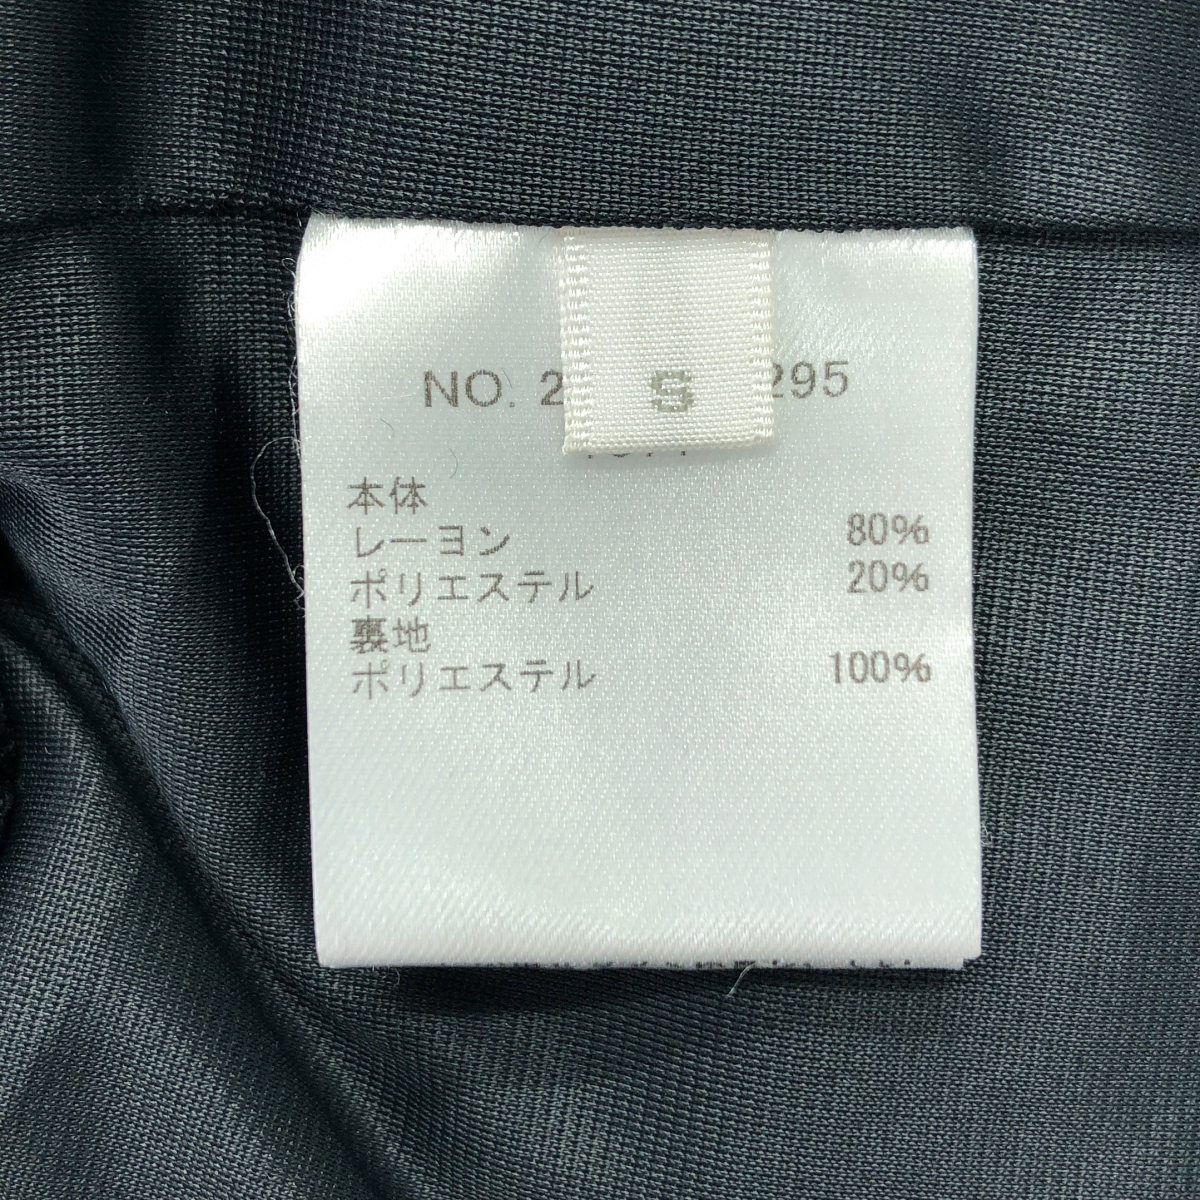 NO. 2 S 295
本体
レーヨン 80%
ポリエステル 20%
裏地
ポリエステル 100%